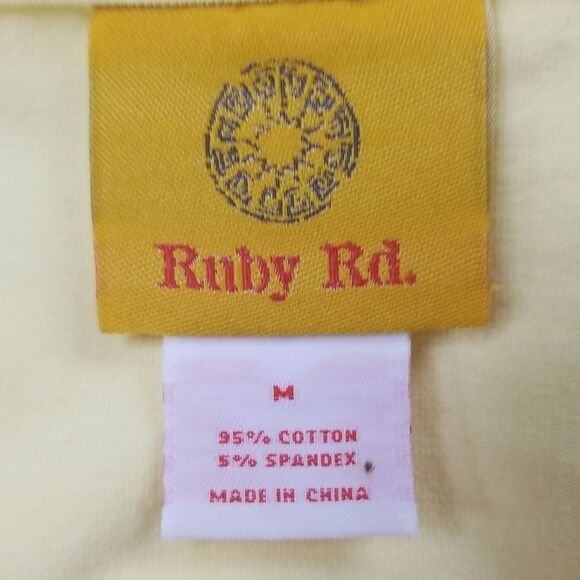 Ruby Rd.
M
95% COTTON
5% SPANDEX
MADE IN CHINA